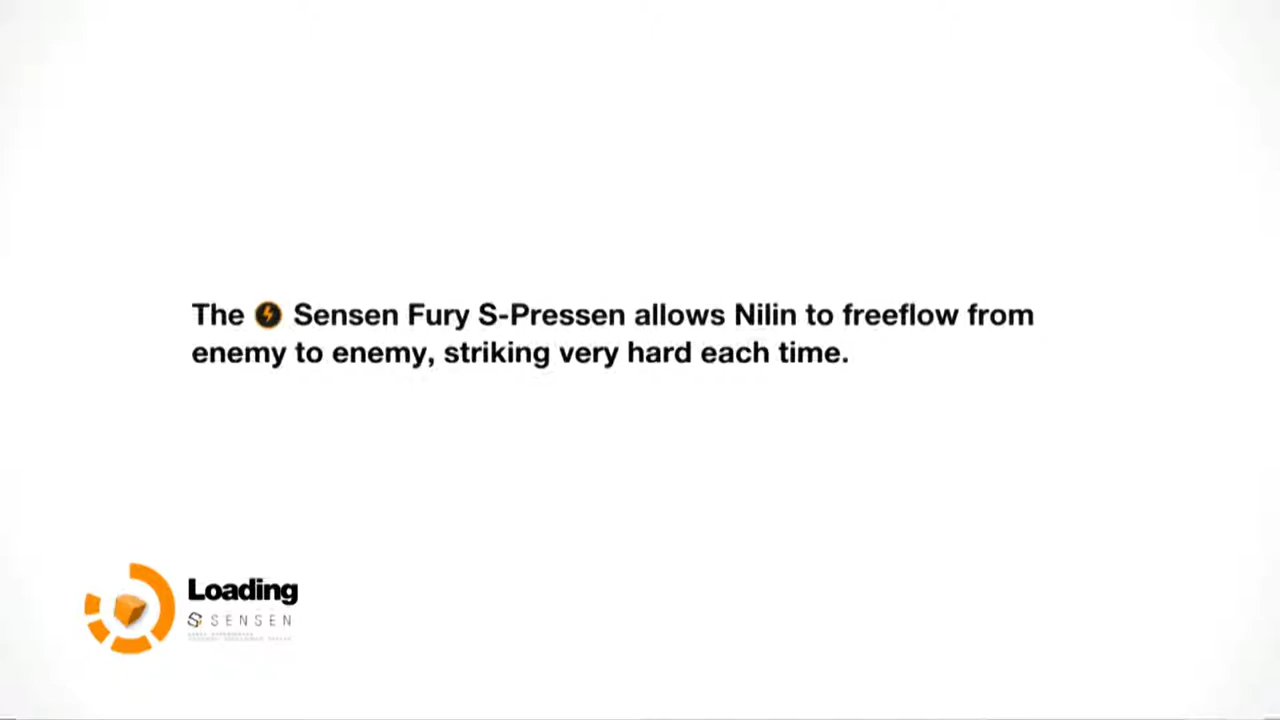 The Sensen Fury S-Pressen allows Nilin to freeflow from
enemy to enemy, striking very hard each time.
Loading
SENSEN